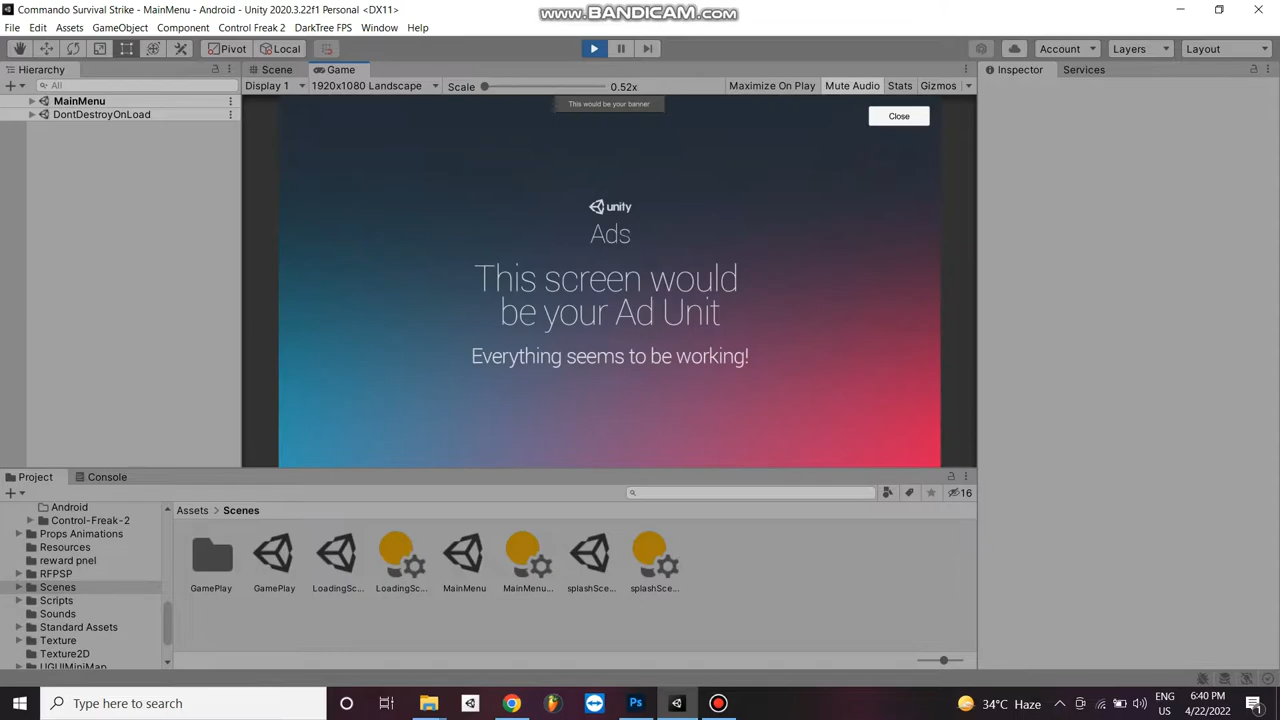 Commando Survival Strike - MainMenu - Android - Unity 2020.3.22f1 Personal <DX11>
www.BANDICAM.com
File Edit Assets GameObject Component Control Freak 2 DarkTree FPS Window Help
Pivot Local Account Layers Layout
Hierarchy Scene Game Inspector Services
All Display 1 1920x1080 Landscape Scale 0.52x Maximize On Play Mute Audio Stats Gizmos
MainMenu
DontDestroyOnLoad
This would be your banner
Close
unity
Ads
This screen would
be your Ad Unit
Everything seems to be working!
Project Console
16
Android
Control-Freak-2
Props Animations
Resources
reward pnel
RFPSP
Scenes
Scripts
Sounds
Standard Assets
Texture
Texture2D
UGUIMiniMap
Assets > Scenes
GamePlay GamePlay LoadingSc... LoadingSc... MainMenu MainMenu... splashSce... splashSce...
Type here to search
Ps
34°C Haze
ENG
US
6:40 PM
4/22/2022
1